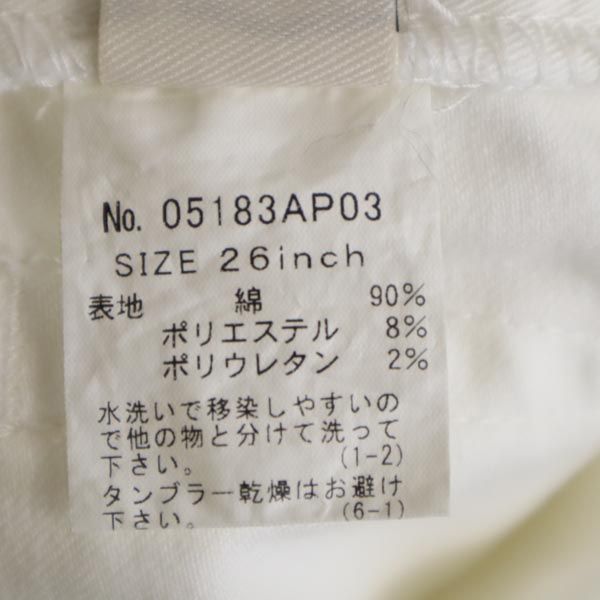 No. 05183AP03
SIZE 26inch
表地 綿 90%
ポリエステル 8%
ポリウレタン 2%
水洗いで移染しやすいの
で他の物と分けて洗って
下さい。 (1-2)
タンブラー乾燥はお避け
下さい。 (6-1)